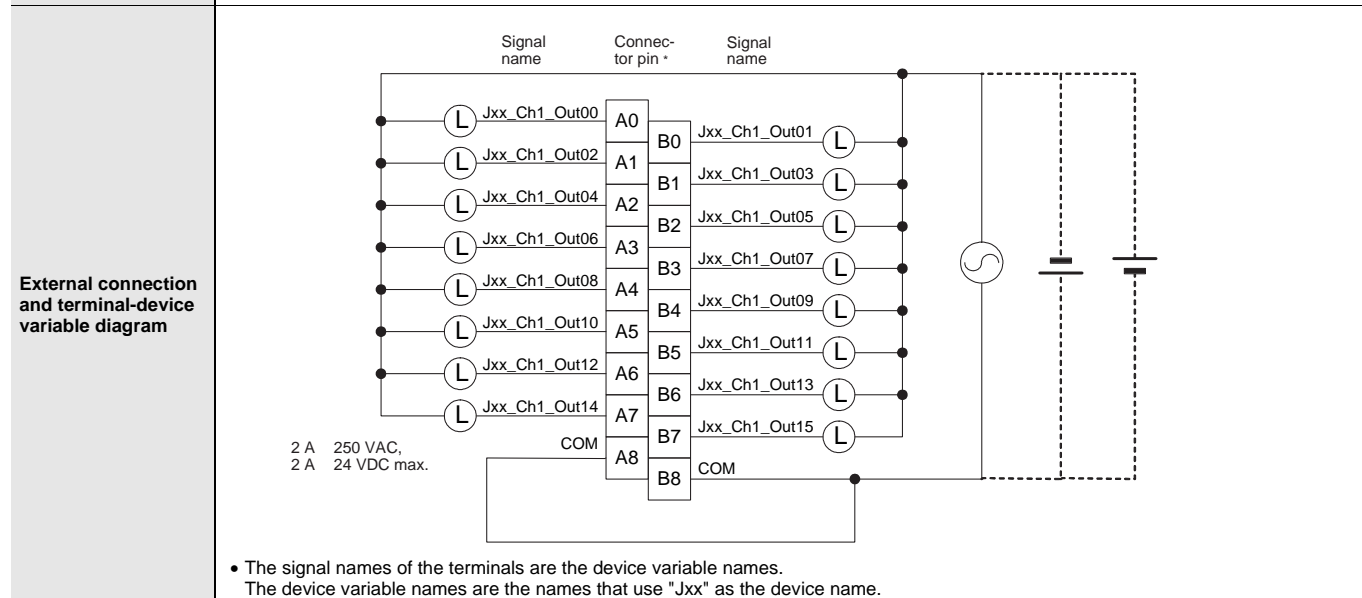 External connection
and terminal-device
variable diagram
Signal
name
Connec-
tor pin *
Signal
name
L Jxx_Ch1_Out00 A0
B0 Jxx_Ch1_Out01 L
L Jxx_Ch1_Out02 A1
B1 Jxx_Ch1_Out03 L
L Jxx_Ch1_Out04 A2
B2 Jxx_Ch1_Out05 L
L Jxx_Ch1_Out06 A3
B3 Jxx_Ch1_Out07 L
L Jxx_Ch1_Out08 A4
B4 Jxx_Ch1_Out09 L
L Jxx_Ch1_Out10 A5
B5 Jxx_Ch1_Out11 L
L Jxx_Ch1_Out12 A6
B6 Jxx_Ch1_Out13 L
L Jxx_Ch1_Out14 A7
B7 Jxx_Ch1_Out15 L
COM A8
B8 COM
2 A 250 VAC,
2 A 24 VDC max.
• The signal names of the terminals are the device variable names.
The device variable names are the names that use "Jxx" as the device name.